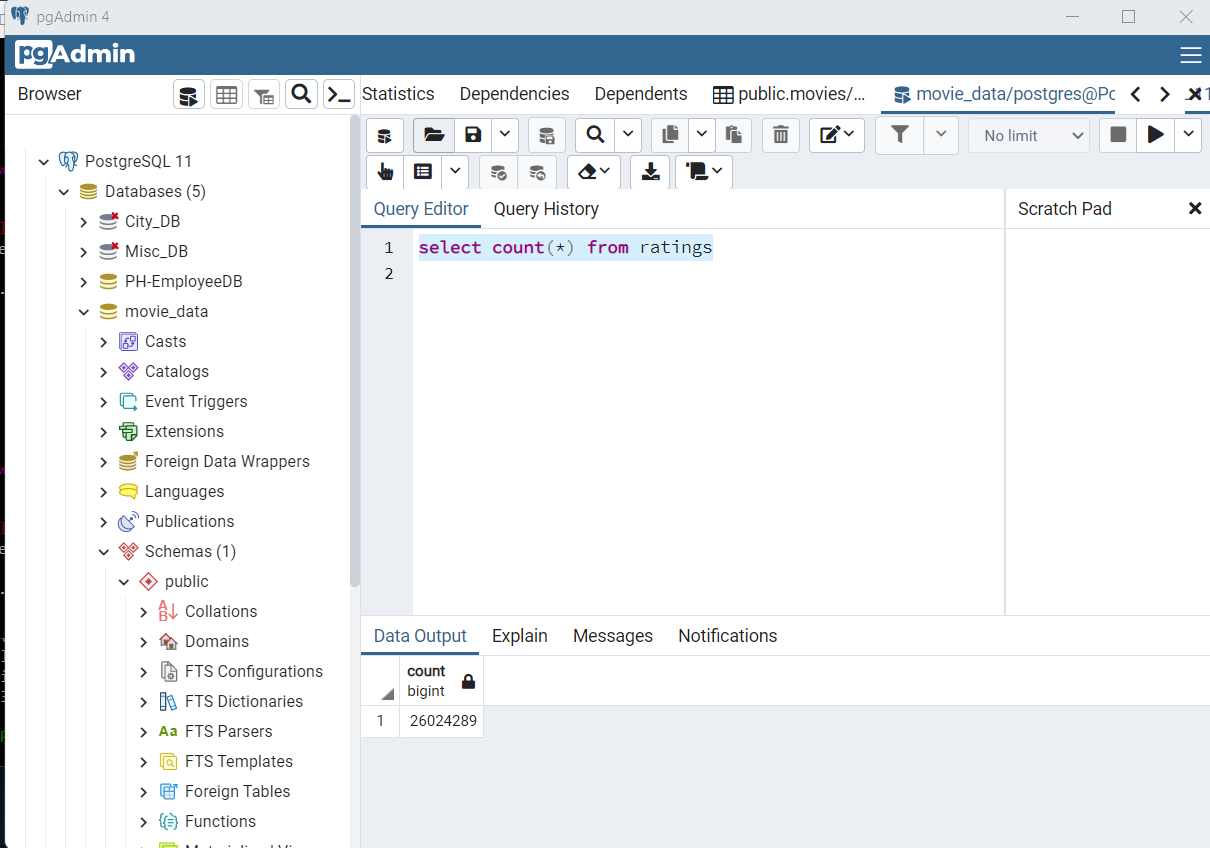 pgAdmin 4
pgAdmin
Browser
Statistics
Dependencies
Dependents
public.movies/...
movie_data/postgres@Po
No limit
PostgreSQL 11
Databases (5)
City_DB
Misc_DB
PH-EmployeeDB
movie_data
Casts
Catalogs
Event Triggers
Extensions
Foreign Data Wrappers
Languages
Publications
Schemas (1)
public
Collations
Domains
FTS Configurations
FTS Dictionaries
Aa FTS Parsers
FTS Templates
Foreign Tables
Functions
Query Editor
Query History
Scratch Pad
1 select count(*) from ratings
2
Data Output
Explain
Messages
Notifications
count
bigint
1 26024289